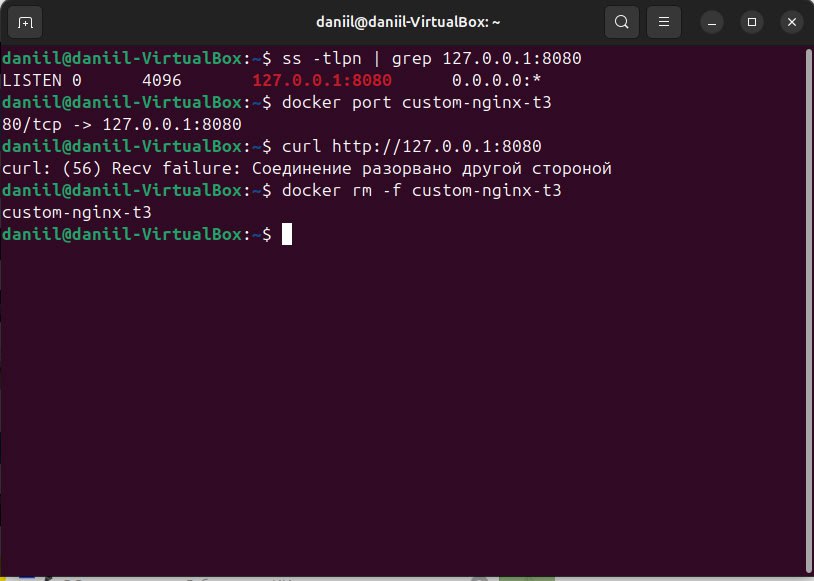 daniil@daniil-VirtualBox: ~
daniil@daniil-VirtualBox:~$ ss -tlpn | grep 127.0.0.1:8080
LISTEN 0      4096       127.0.0.1:8080      0.0.0.0:*
daniil@daniil-VirtualBox:~$ docker port custom-nginx-t3
80/tcp -> 127.0.0.1:8080
daniil@daniil-VirtualBox:~$ curl http://127.0.0.1:8080
curl: (56) Recv failure: Соединение разорвано другой стороной
daniil@daniil-VirtualBox:~$ docker rm -f custom-nginx-t3
custom-nginx-t3
daniil@daniil-VirtualBox:~$